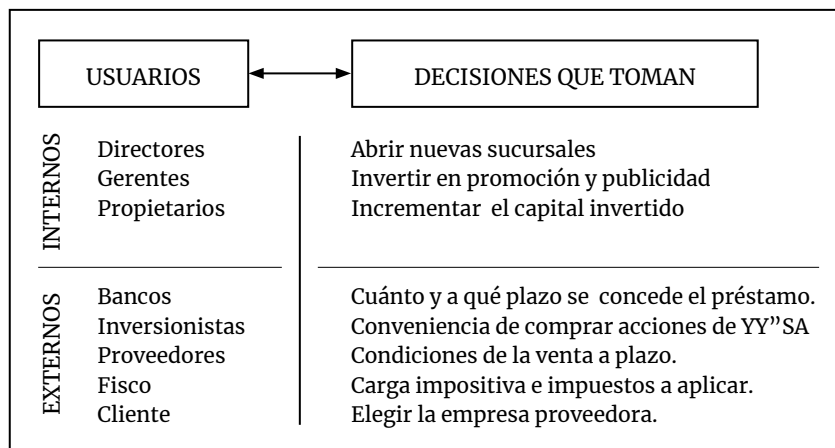 USUARIOS
DECISIONES QUE TOMAN
INTERNOS
Directores
Gerentes
Propietarios
Abrir nuevas sucursales
Invertir en promoción y publicidad
Incrementar el capital invertido
EXTERNOS
Bancos
Inversionistas
Proveedores
Fisco
Cliente
Cuánto y a qué plazo se concede el préstamo.
Conveniencia de comprar acciones de YY”SA
Condiciones de la venta a plazo.
Carga impositiva e impuestos a aplicar.
Elegir la empresa proveedora.